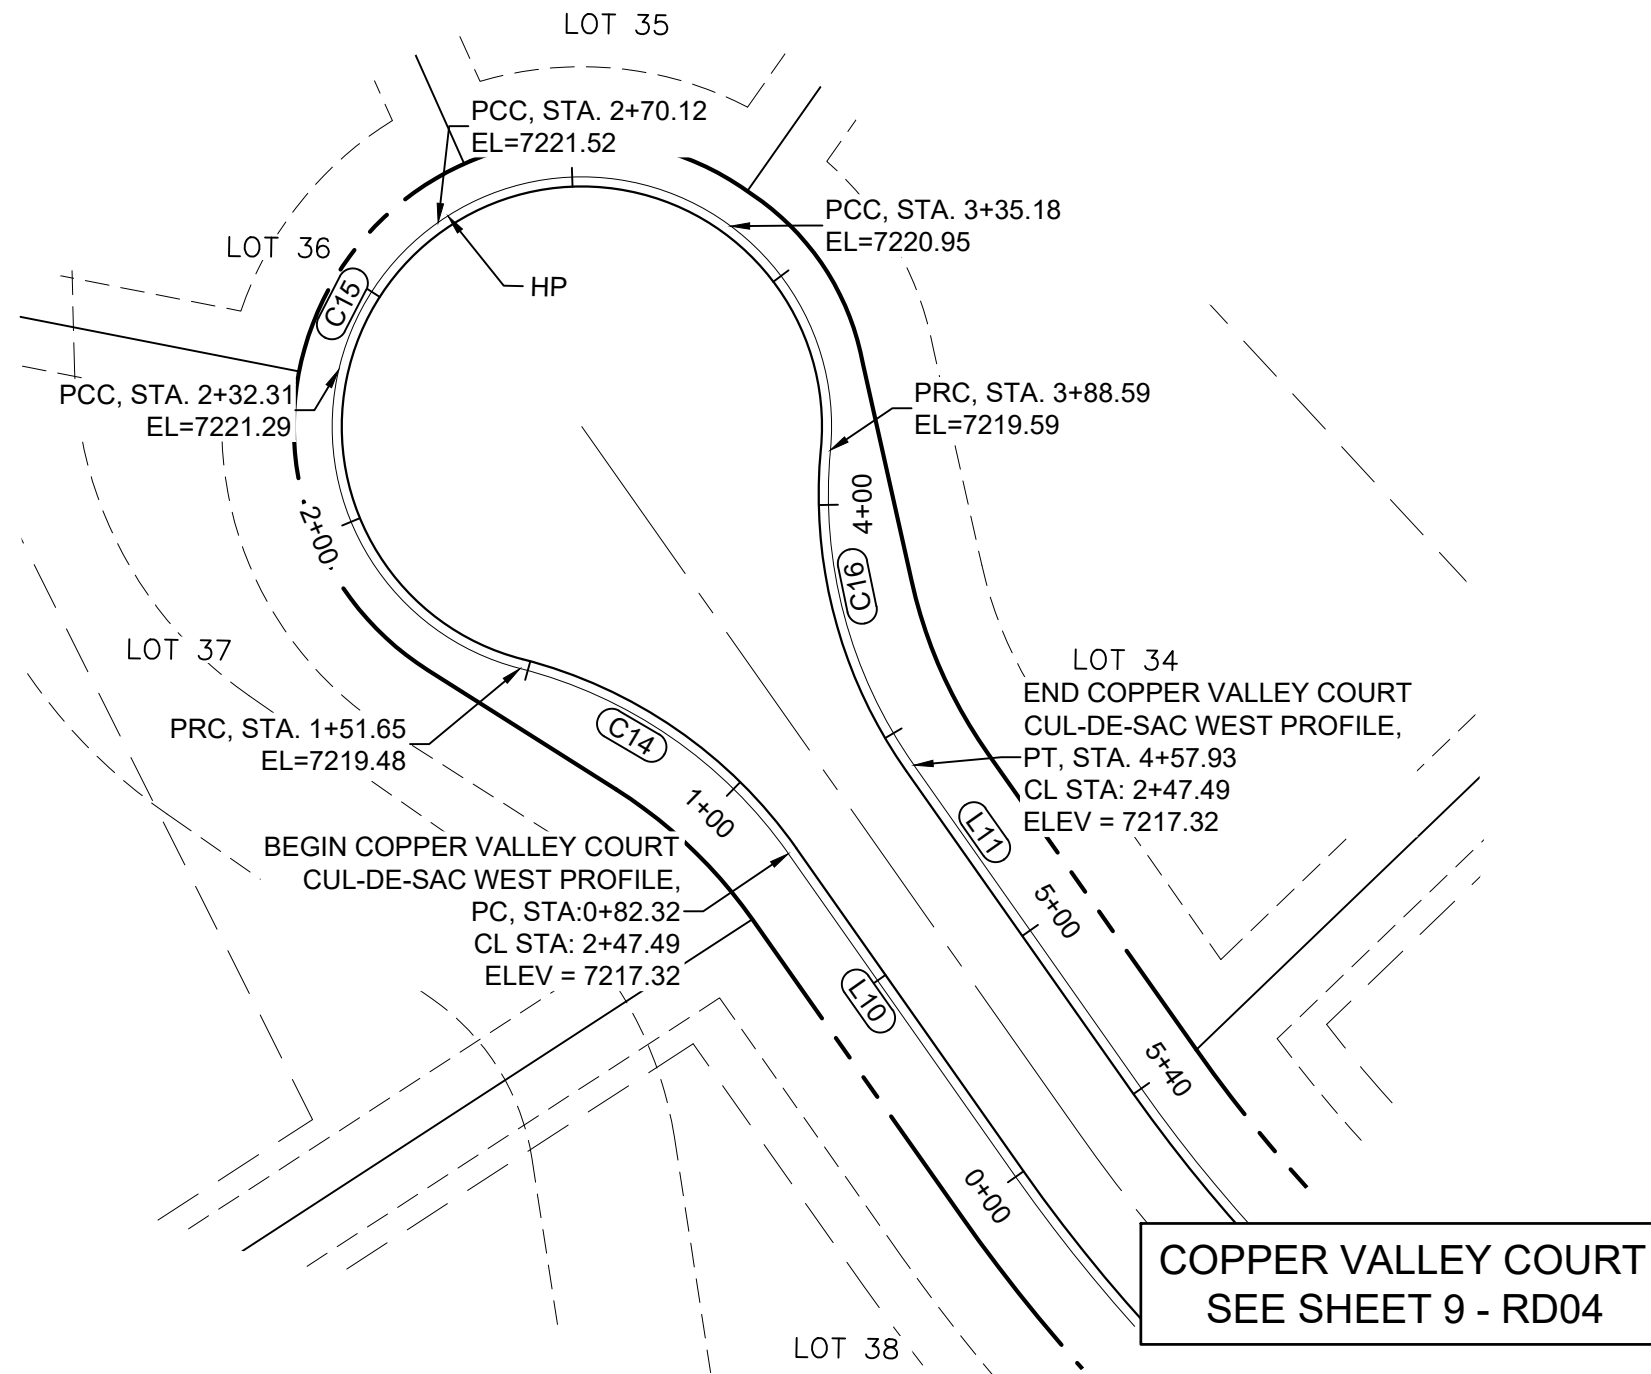 LOT 35
PCC, STA. 2+70.12
EL=7221.52
PCC, STA. 3+35.18
EL=7220.95
LOT 36
HP
C15
PCC, STA. 2+32.31
EL=7221.29
PRC, STA. 3+88.59
EL=7219.59
2+00
4+00
C16
LOT 37
LOT 34
END COPPER VALLEY COURT
CUL-DE-SAC WEST PROFILE,
PT, STA. 4+57.93
CL STA: 2+47.49
ELEV = 7217.32
PRC, STA. 1+51.65
EL=7219.48
C14
1+00
L11
BEGIN COPPER VALLEY COURT
CUL-DE-SAC WEST PROFILE,
PC, STA:0+82.32
CL STA: 2+47.49
ELEV = 7217.32
5+00
L10
5+40
0+00
COPPER VALLEY COURT
SEE SHEET 9 - RD04
LOT 38